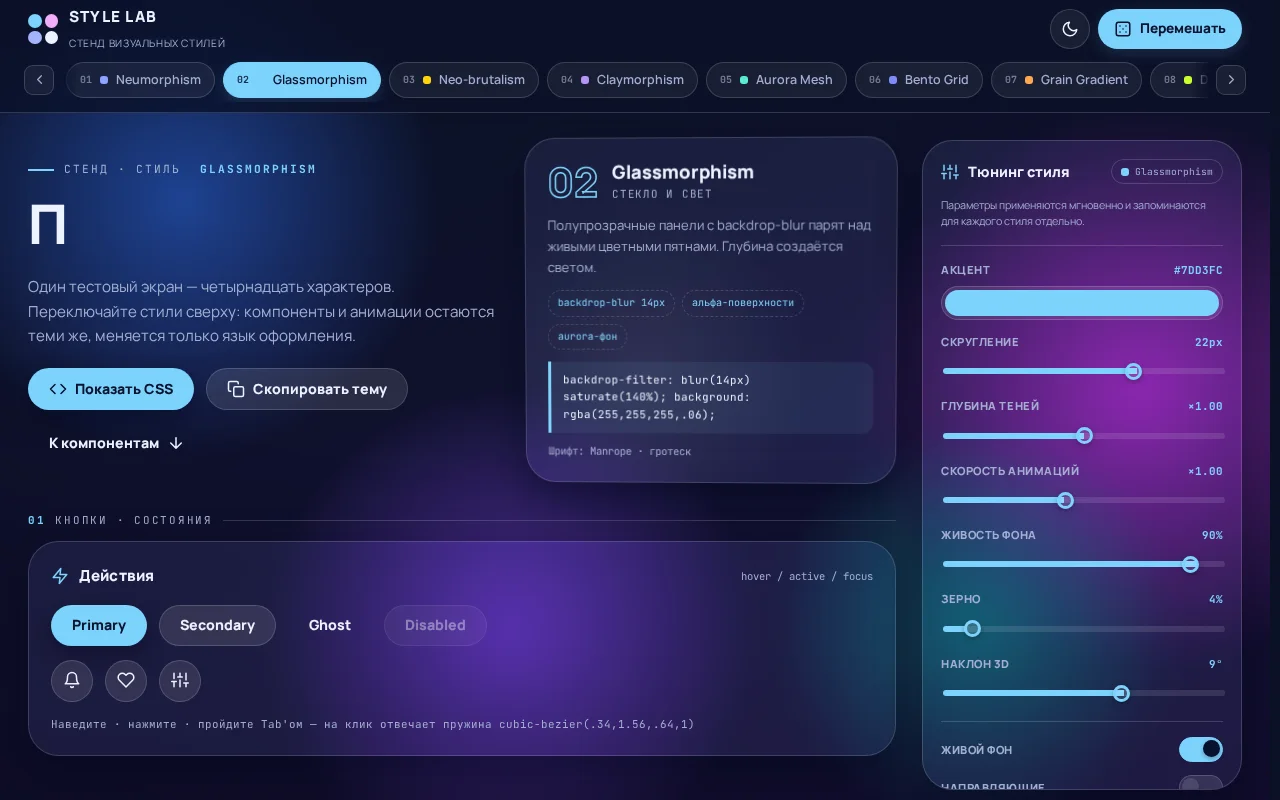 STYLE LAB
СТЕНД ВИЗУАЛЬНЫХ СТИЛЕЙ
Перемешать
01 Neumorphism
02 Glassmorphism
03 Neo-brutalism
04 Claymorphism
05 Aurora Mesh
06 Bento Grid
07 Grain Gradient
08
СТЕНД · СТИЛЬ GLASSMORPHISM
П
Один тестовый экран — четырнадцать характеров.
Переключайте стили сверху: компоненты и анимации остаются
теми же, меняется только язык оформления.
Показать CSS
Скопировать тему
К компонентам
02
Glassmorphism
СТЕКЛО И СВЕТ
Полупрозрачные панели с backdrop-blur парят над
живыми цветными пятнами. Глубина создаётся
светом.
backdrop-blur 14px
альфа-поверхности
aurora-фон
backdrop-filter: blur(14px)
saturate(140%); background:
rgba(255,255,255,.06);
Шрифт: Manrope · гротеск
Тюнинг стиля
Glassmorphism
Параметры применяются мгновенно и запоминаются
для каждого стиля отдельно.
АКЦЕНТ #7DD3FC
СКРУГЛЕНИЕ 22px
ГЛУБИНА ТЕНЕЙ ×1.00
СКОРОСТЬ АНИМАЦИЙ ×1.00
ЖИВОСТЬ ФОНА 90%
ЗЕРНО 4%
НАКЛОН 3D 9°
ЖИВОЙ ФОН
НАПРАВЛЯЮЩИЕ
01 КНОПКИ · СОСТОЯНИЯ
Действия
hover / active / focus
Primary
Secondary
Ghost
Disabled
Наведите · нажмите · пройдите Tab'ом — на клик отвечает пружина cubic-bezier(.34,1.56,.64,1)